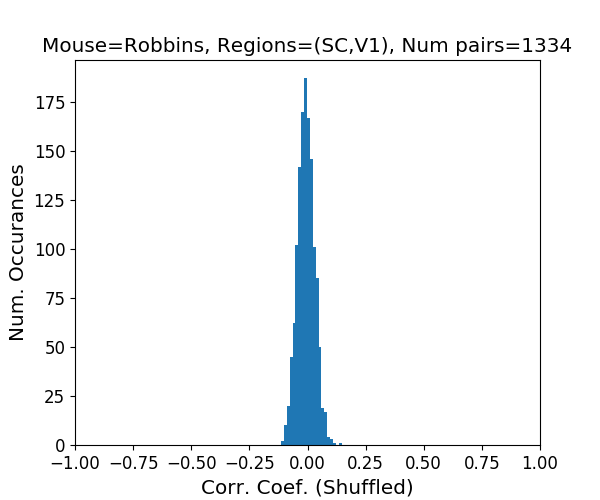 Mouse=Robbins, Regions=(SC,V1), Num pairs=1334
175
150
125
100
75
50
25
0
Num. Occurances
−1.00 −0.75 −0.50 −0.25 0.00 0.25 0.50 0.75 1.00
Corr. Coef. (Shuffled)